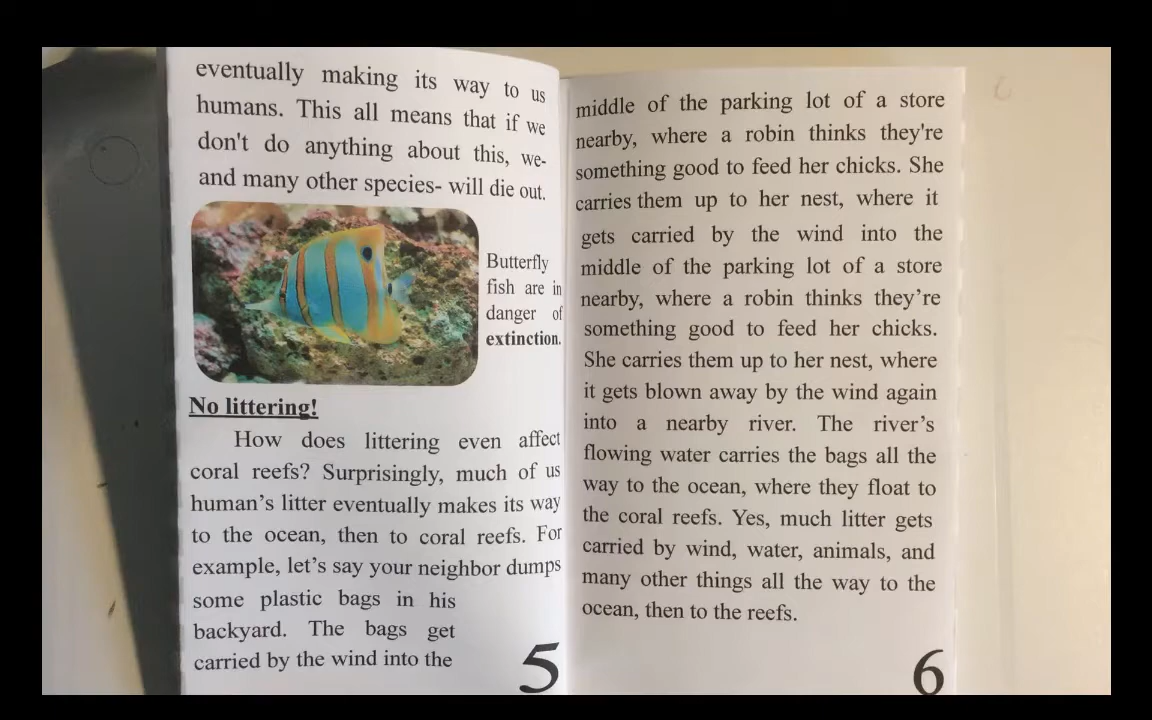 eventually making its way to us
humans. This all means that if we
don't do anything about this, we-
and many other species- will die out.
Butterfly
fish are in
danger of
extinction.
No littering!
How does littering even affect
coral reefs? Surprisingly, much of us
human's litter eventually makes its way
to the ocean, then to coral reefs. For
example, let's say your neighbor dumps
some plastic bags in his
backyard. The bags get
carried by the wind into the
5
middle of the parking lot of a store
nearby, where a robin thinks they're
something good to feed her chicks. She
carries them up to her nest, where it
gets carried by the wind into the
middle of the parking lot of a store
nearby, where a robin thinks they’re
something good to feed her chicks.
She carries them up to her nest, where
it gets blown away by the wind again
into a nearby river. The river’s
flowing water carries the bags all the
way to the ocean, where they float to
the coral reefs. Yes, much litter gets
carried by wind, water, animals, and
many other things all the way to the
ocean, then to the reefs.
6